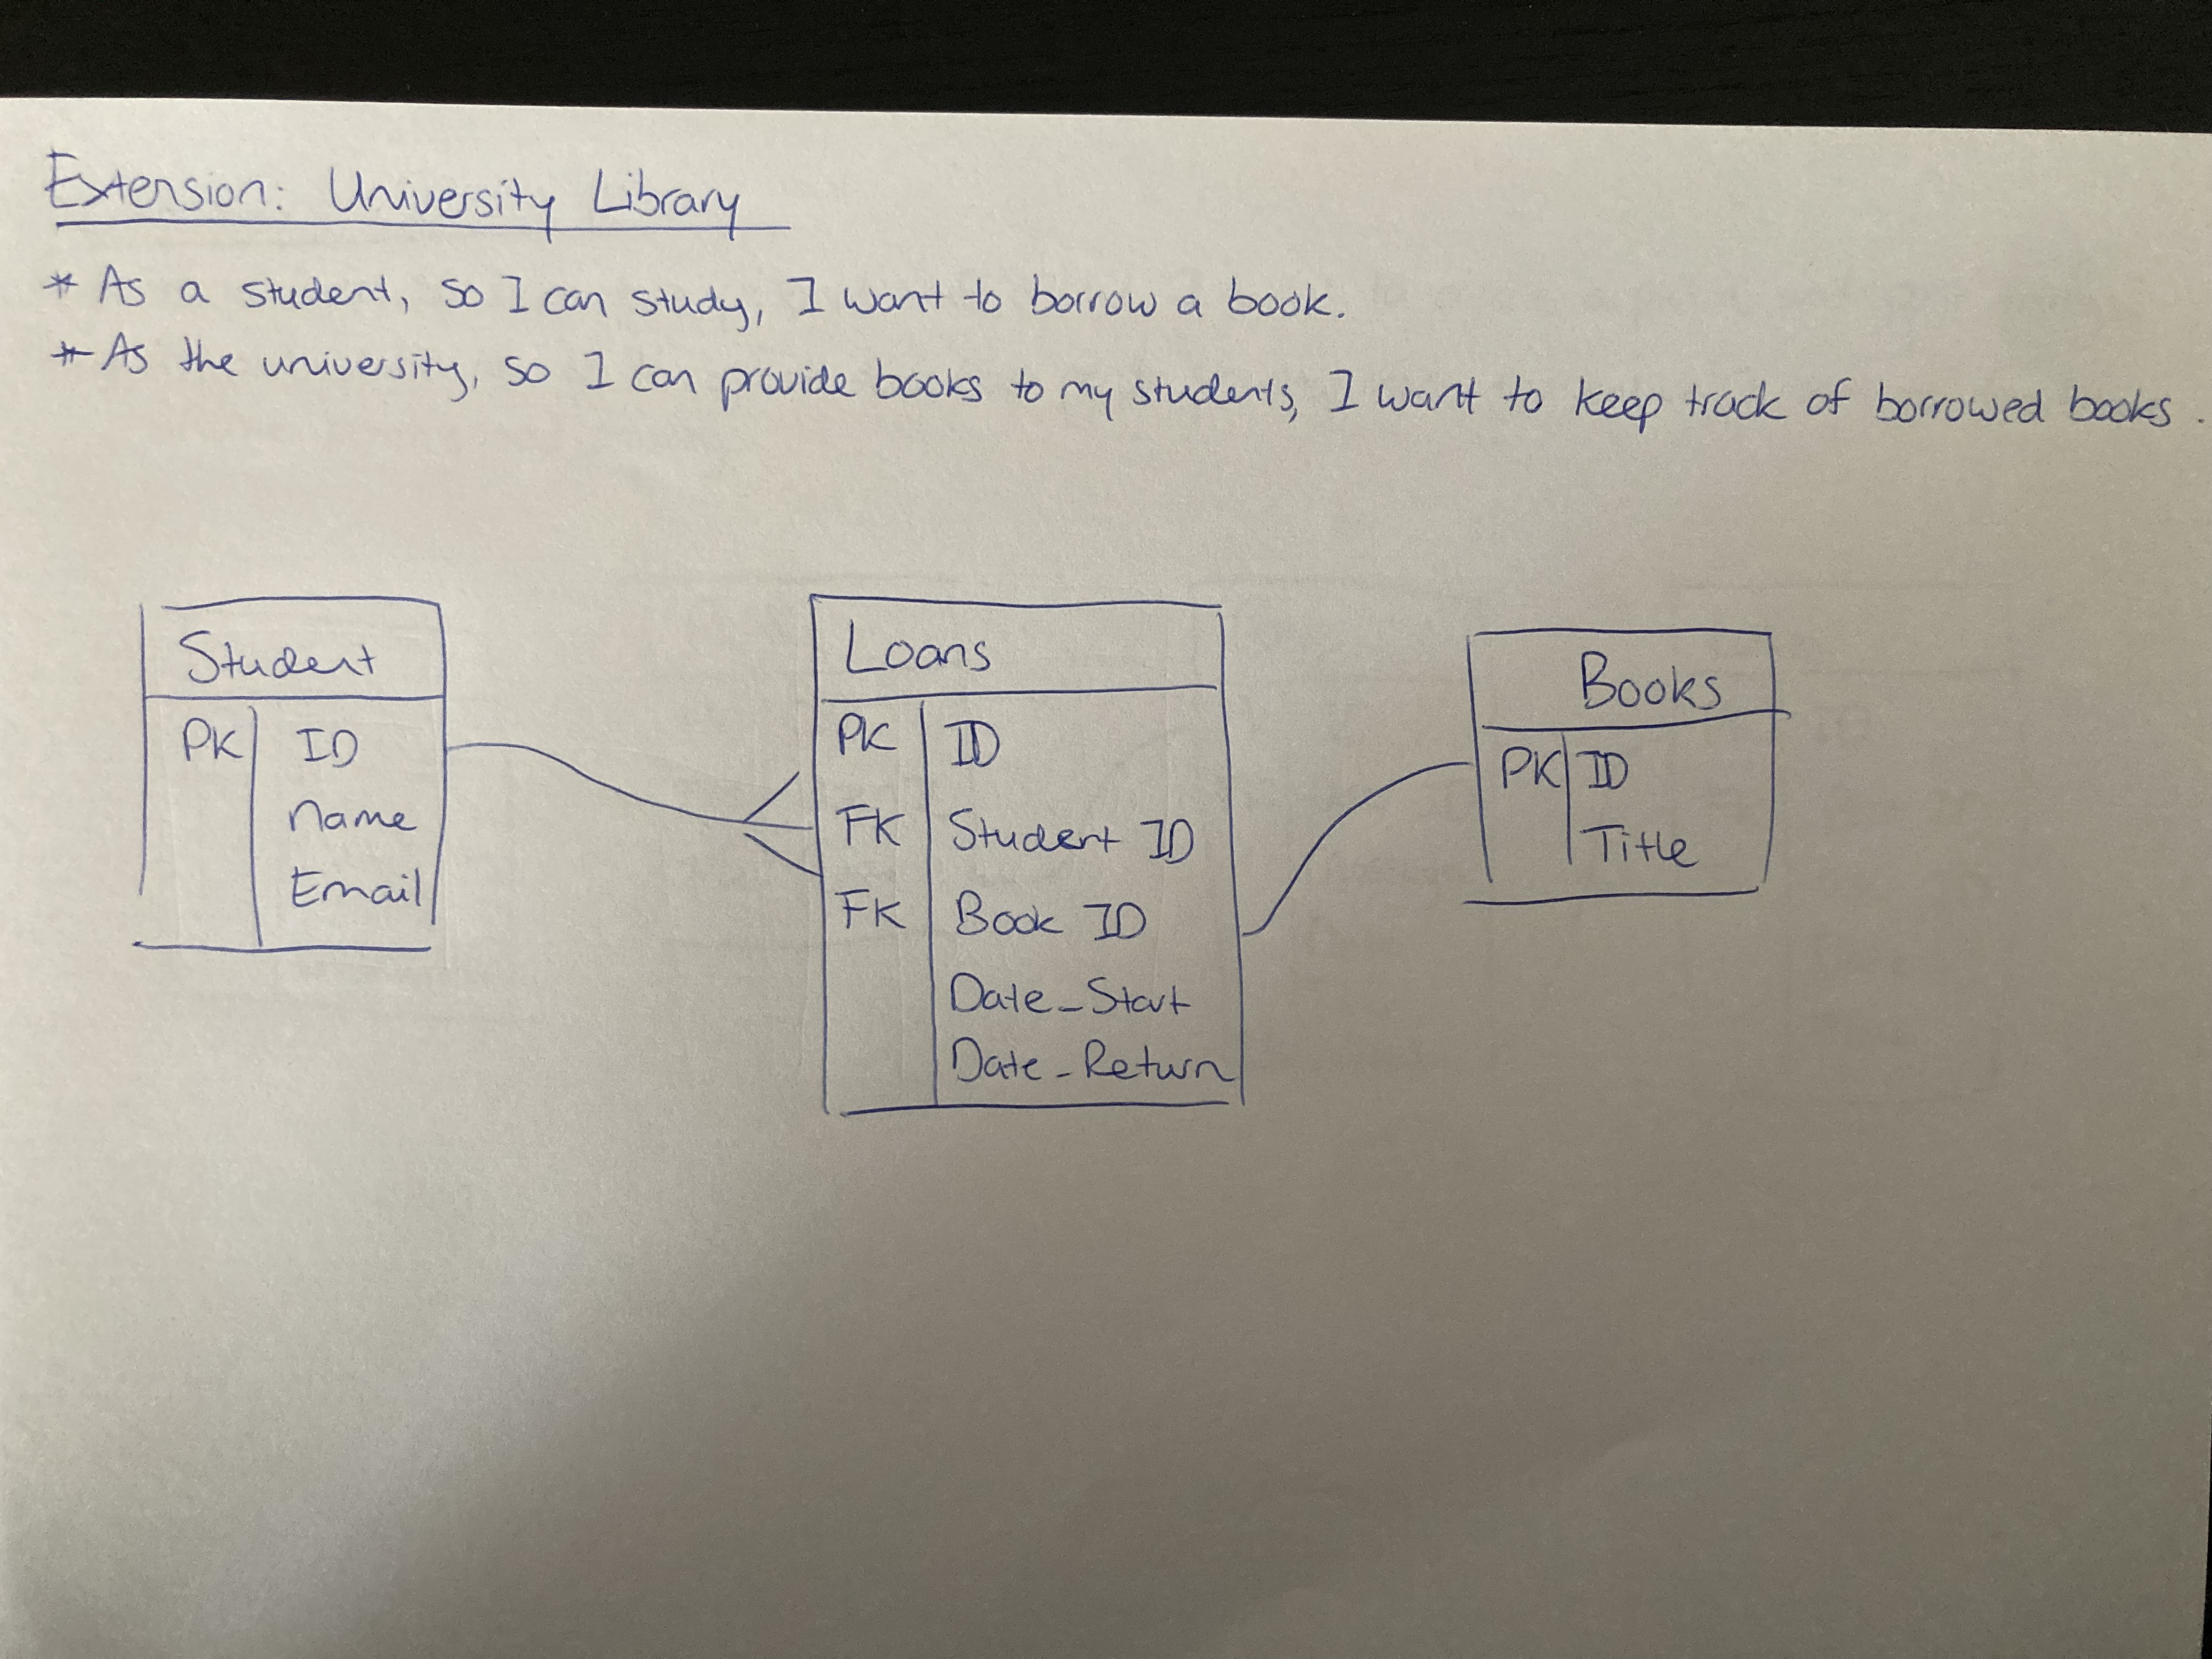 Extension: University Library
* As a student, so I can study, I want to borrow a book.
* As the university, so I can provide books to my students, I want to keep track of borrowed books.
Student
PK ID
Name
Email
Loans
PK ID
FK Student ID
FK Book ID
Date_Start
Date_Return
Books
PK ID
Title